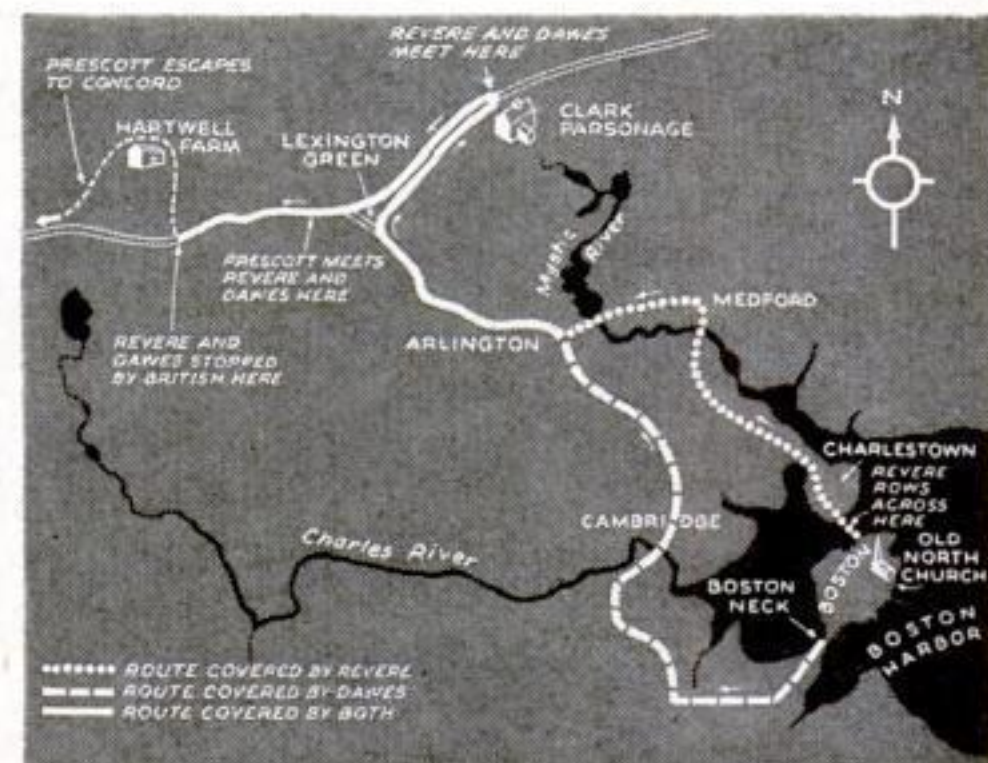 REVERE AND DAWES
MEET HERE
PRESCOTT ESCAPES
TO CONCORD
N
HARTWELL
FARM
CLARK
PARSONAGE
LEXINGTON
GREEN
Mystic
River
PRESCOTT MEETS
REVERE AND
DAWES HERE
MEDFORD
ARLINGTON
REVERE AND
DAWES STOPPED
BY BRITISH HERE
CHARLESTOWN
REVERE
ROWS
ACROSS
HERE
CAMBRIDGE
Charles River
OLD
NORTH
CHURCH
BOSTON
BOSTON
NECK
BOSTON
HARBOR
ROUTE COVERED BY REVERE
ROUTE COVERED BY DAWES
ROUTE COVERED BY BOTH